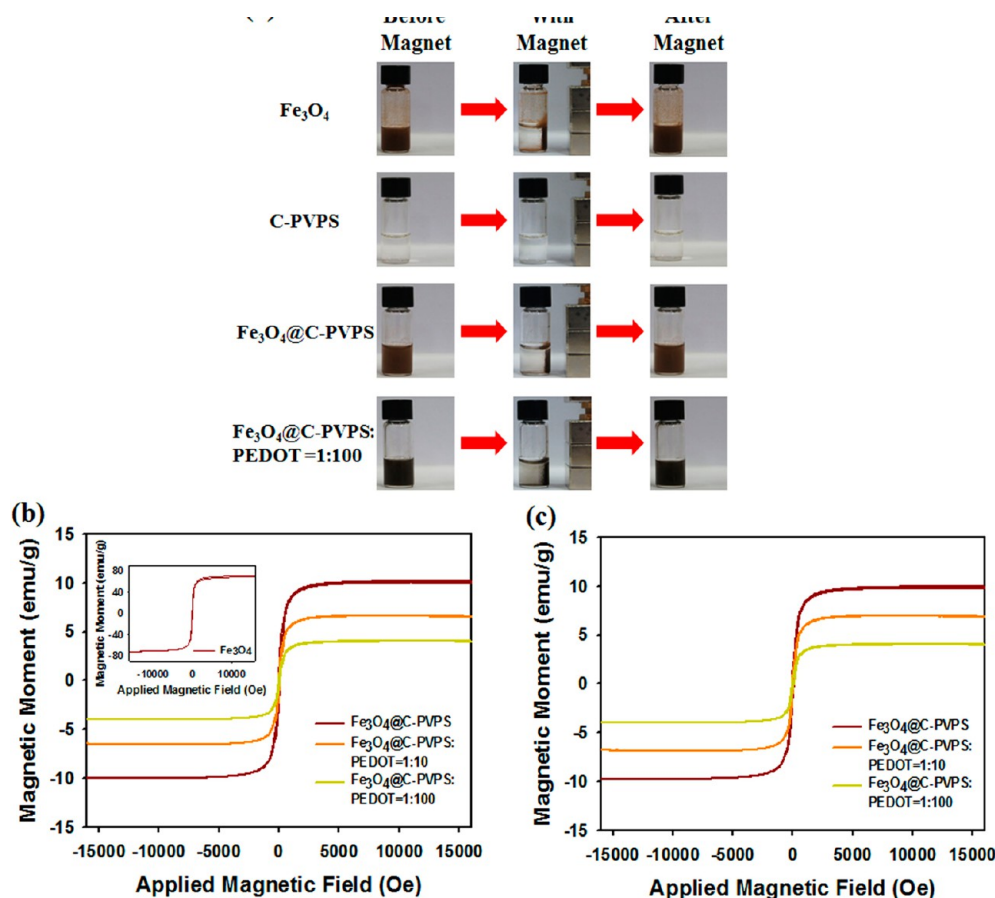 Before With After
Magnet Magnet Magnet
Fe₃O₄
C-PVPS
Fe₃O₄@C-PVPS
Fe₃O₄@C-PVPS:
PEDOT =1:100
(b)
Magnetic Moment (emu/g)
15
10
5
0
-5
-10
-15
-15000 -10000 -5000 0 5000 10000 15000
Applied Magnetic Field (Oe)
Magnetic Moment (emu/g)
80
40
0
-40
-80
Fe₃O₄
-10000 0 10000
Applied Magnetic Field (Oe)
Fe₃O₄@C-PVPS
Fe₃O₄@C-PVPS:
PEDOT=1:10
Fe₃O₄@C-PVPS:
PEDOT=1:100
(c)
Magnetic Moment (emu/g)
15
10
5
0
-5
-10
-15
-15000 -10000 -5000 0 5000 10000 15000
Applied Magnetic Field (Oe)
Fe₃O₄@C-PVPS
Fe₃O₄@C-PVPS:
PEDOT=1:10
Fe₃O₄@C-PVPS:
PEDOT=1:100